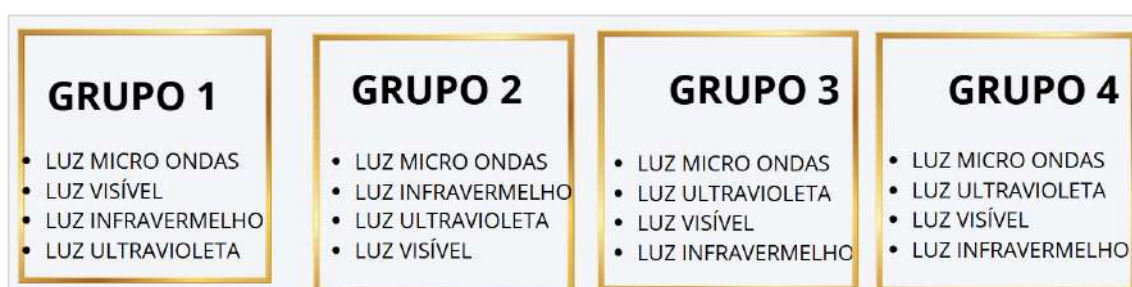 GRUPO 1
• LUZ MICRO ONDAS
• LUZ VISÍVEL
• LUZ INFRAVERMELHO
• LUZ ULTRAVIOLETA
GRUPO 2
• LUZ MICRO ONDAS
• LUZ INFRAVERMELHO
• LUZ ULTRAVIOLETA
• LUZ VISÍVEL
GRUPO 3
• LUZ MICRO ONDAS
• LUZ ULTRAVIOLETA
• LUZ VISÍVEL
• LUZ INFRAVERMELHO
GRUPO 4
• LUZ MICRO ONDAS
• LUZ ULTRAVIOLETA
• LUZ VISÍVEL
• LUZ INFRAVERMELHO